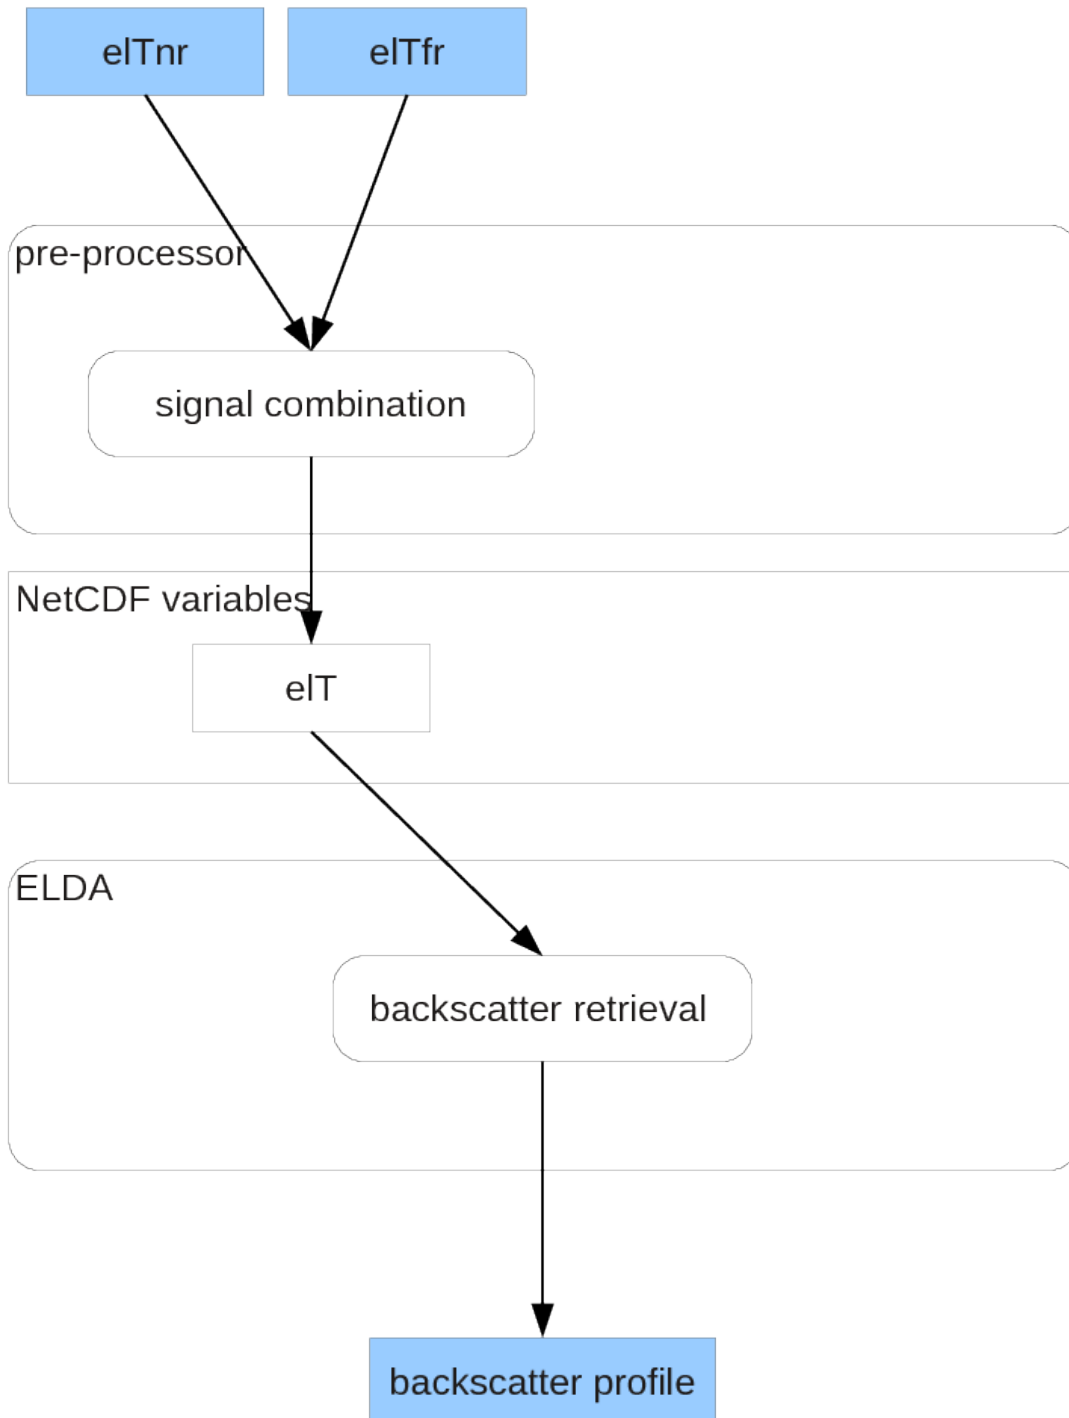 elTnr
elTfr
pre-processor
signal combination
NetCDF variables
elT
ELDA
backscatter retrieval
backscatter profile